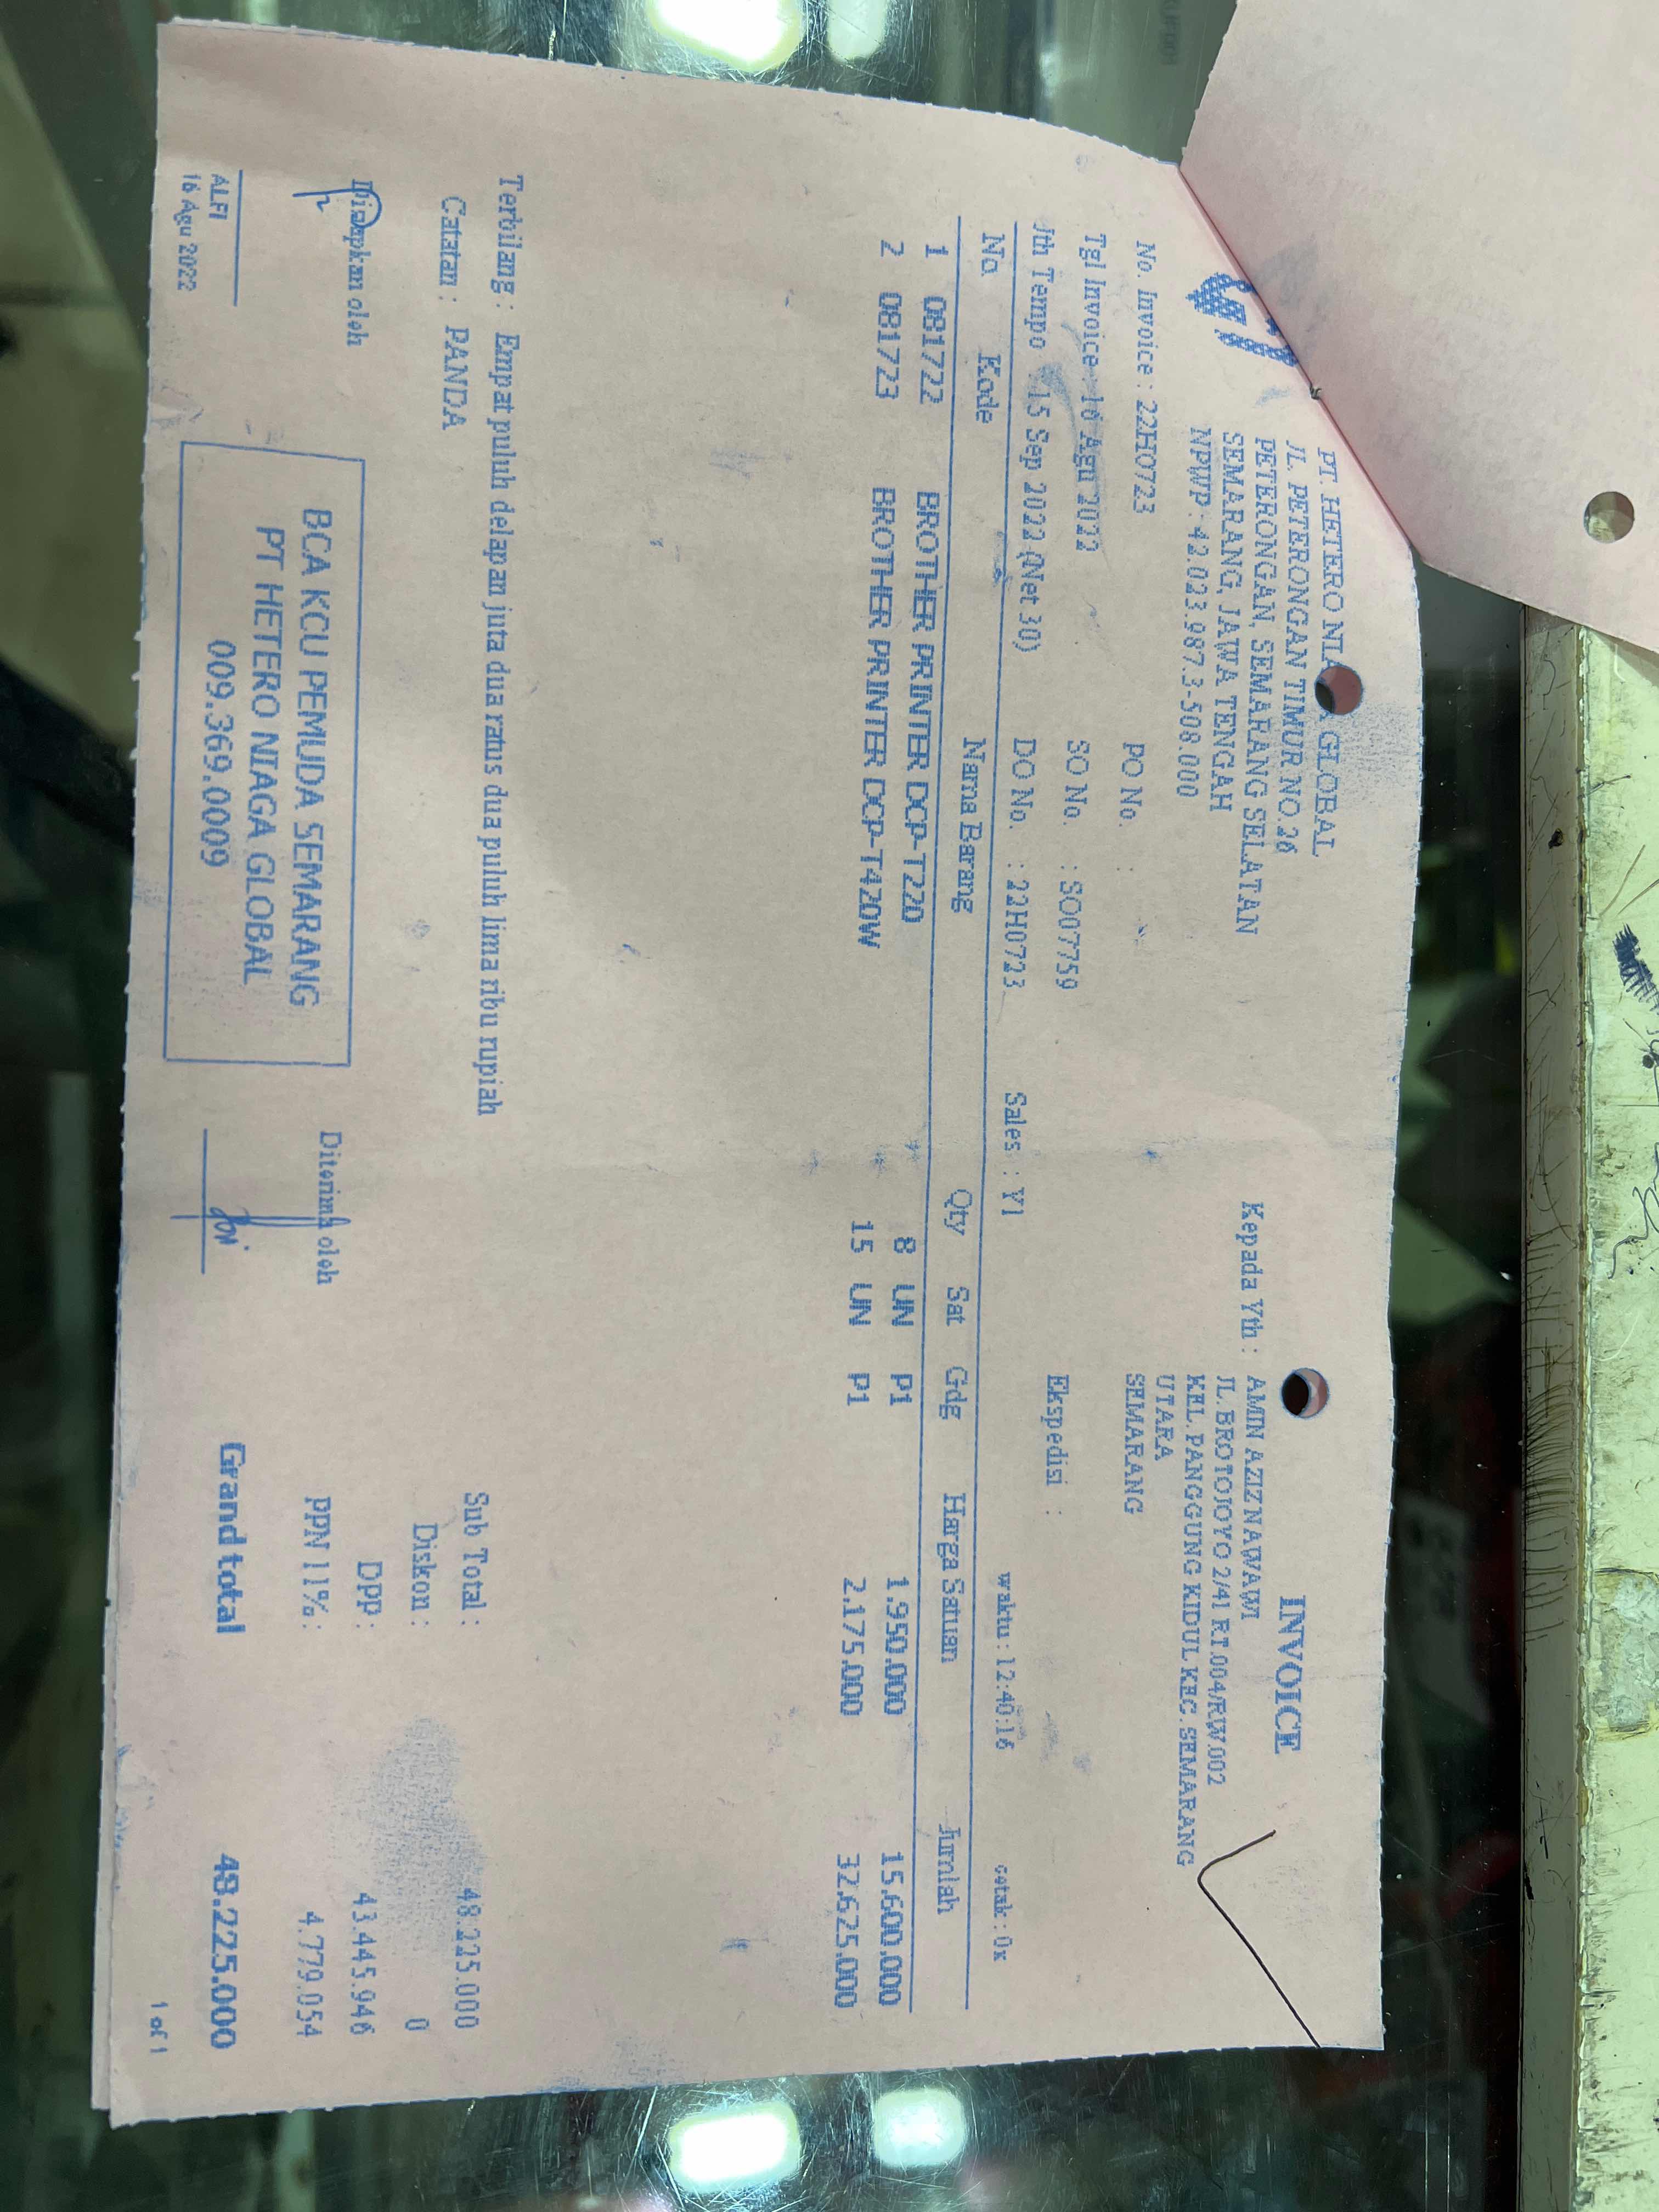 PT. HETERO NIA A GLOBAL
JL. PETERONGAN TIMUR NO.26
PETERONGAN, SEMARANG SELATAN
SEMARANG, JAWA TENGAH
NPWP : 42.023.987.3-508.000
INVOICE
Kepada Yth : AMIN AZIZ NAWAWI
JL. BROTOJOYO 2/41 RT.004/RW.002
KEL. PANGGUNG KIDUL KEC. SEMARANG
UTARA
SEMARANG
No. Invoice : 22H0723 PO No. :
Tgl Invoice 16 Agu 2022 SO No. : SO07759 Ekspedisi :
Jth Tempo 15 Sep 2022 (Net 30) DO No. : 22H0723 Sales : Y1 waktu : 12:40:16 cetak : 0x
No Kode Nama Barang Qty Sat Gdg Harga Satuan Jumlah
1 081722 BROTHER PRINTER DCP-T220 8 UN P1 1.950.000 15.600.000
2 081723 BROTHER PRINTER DCP-T420W 15 UN P1 2.175.000 32.625.000
Terbilang : Empat puluh delapan juta dua ratus dua puluh lima ribu rupiah
Catatan : PANDA
Sub Total : 48.225.000
Diskon : 0
DPP : 43.445.946
PPN 11% : 4.779.054
Grand total 48.225.000
Disiapkan oleh
ALFI
16 Agu 2022
BCA KCU PEMUDA SEMARANG
PT HETERO NIAGA GLOBAL
009.369.0009
Diterima oleh
1 of 1